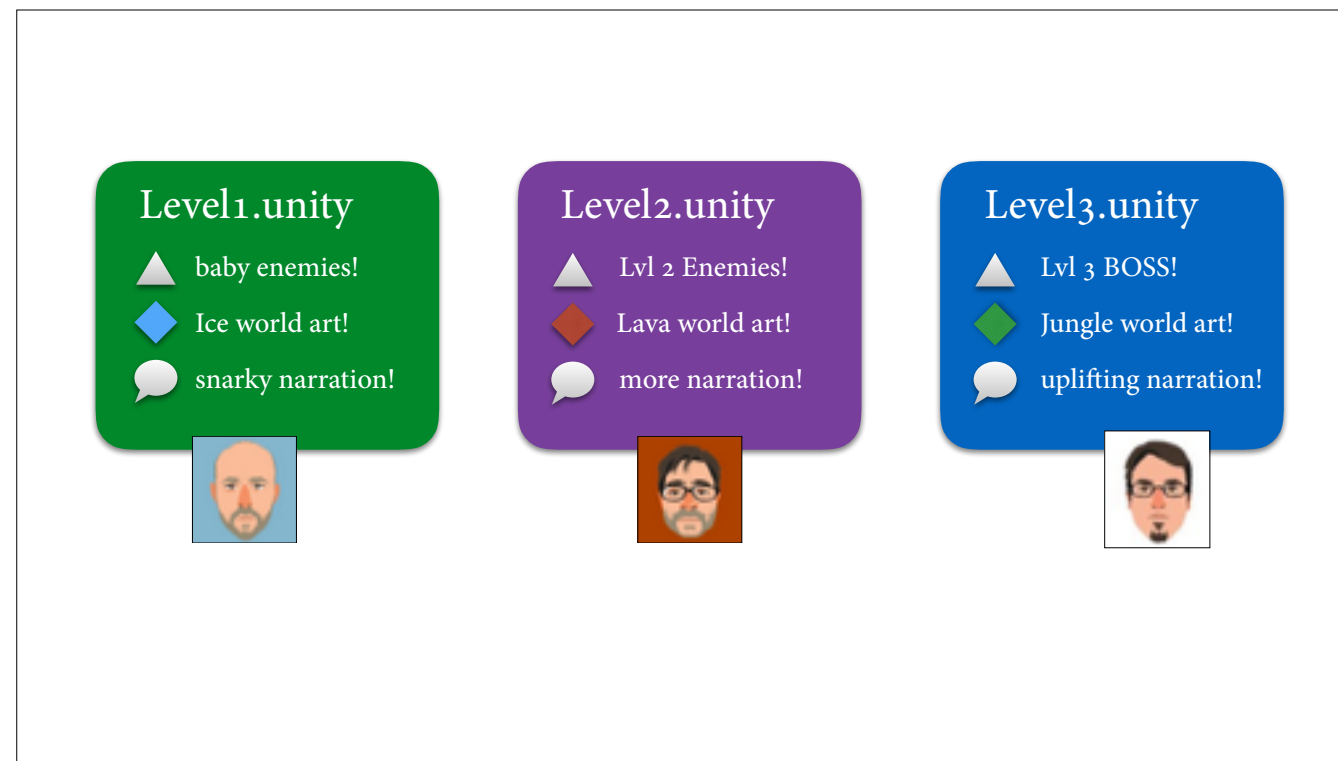 Level1.unity
baby enemies!
Ice world art!
snarky narration!
Level2.unity
Lvl 2 Enemies!
Lava world art!
more narration!
Level3.unity
Lvl 3 BOSS!
Jungle world art!
uplifting narration!